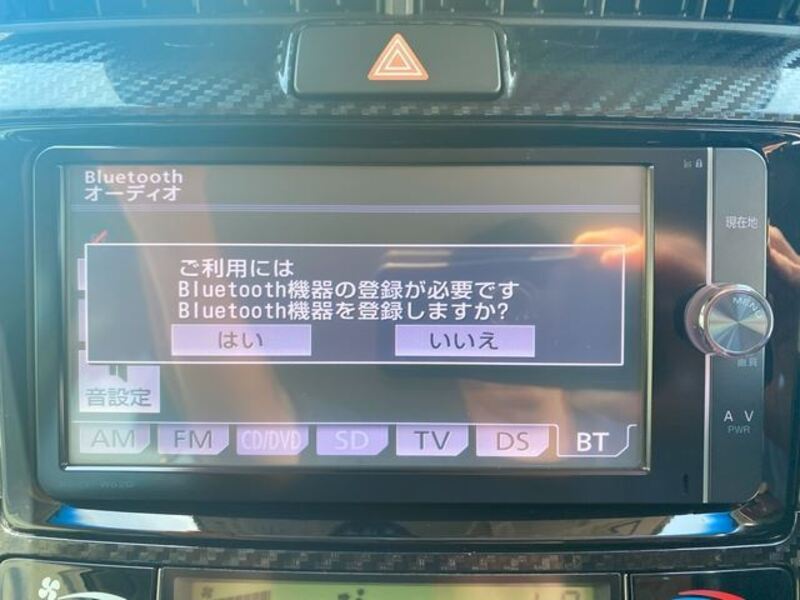 Bluetooth
オーディオ
現在地
ご利用には
Bluetooth機器の登録が必要です
Bluetooth機器を登録しますか?
はい いいえ
MENU
音設定
A V
PWR
AM FM CD/DVD SD TV DS BT